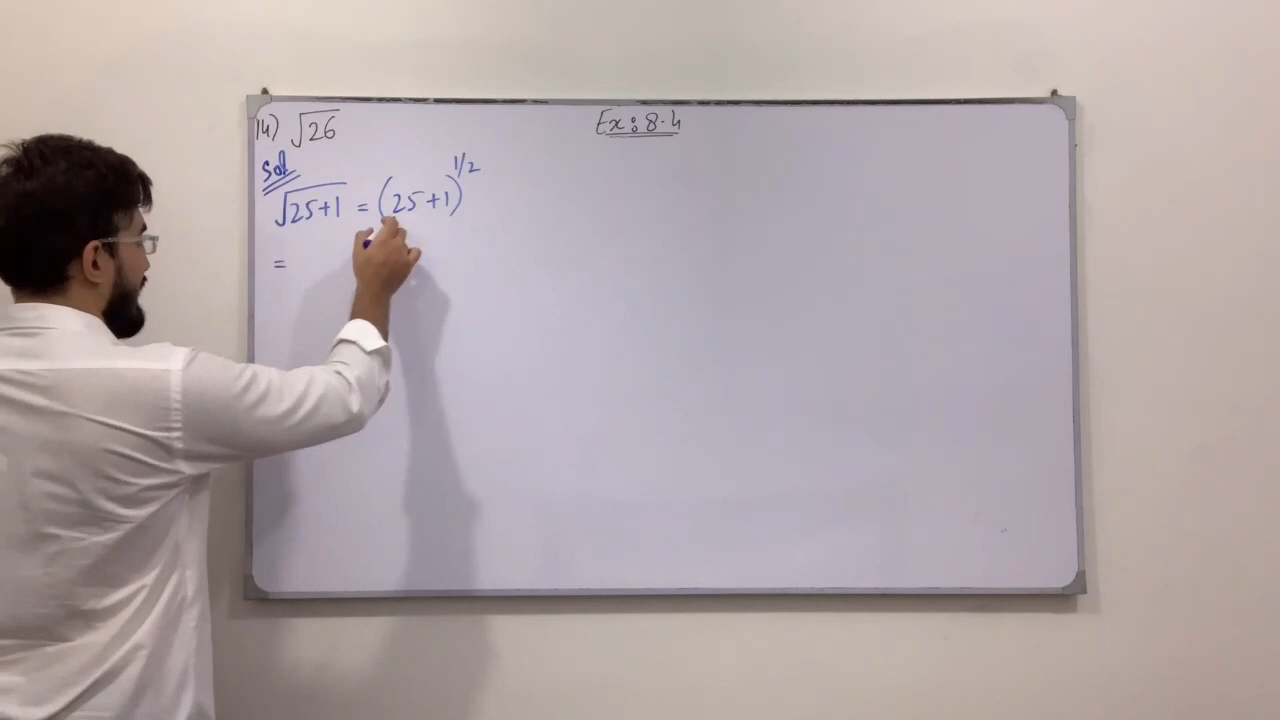 14) √26
Ex: 8.4
Sol
√25+1 = (25+1)^1/2
=